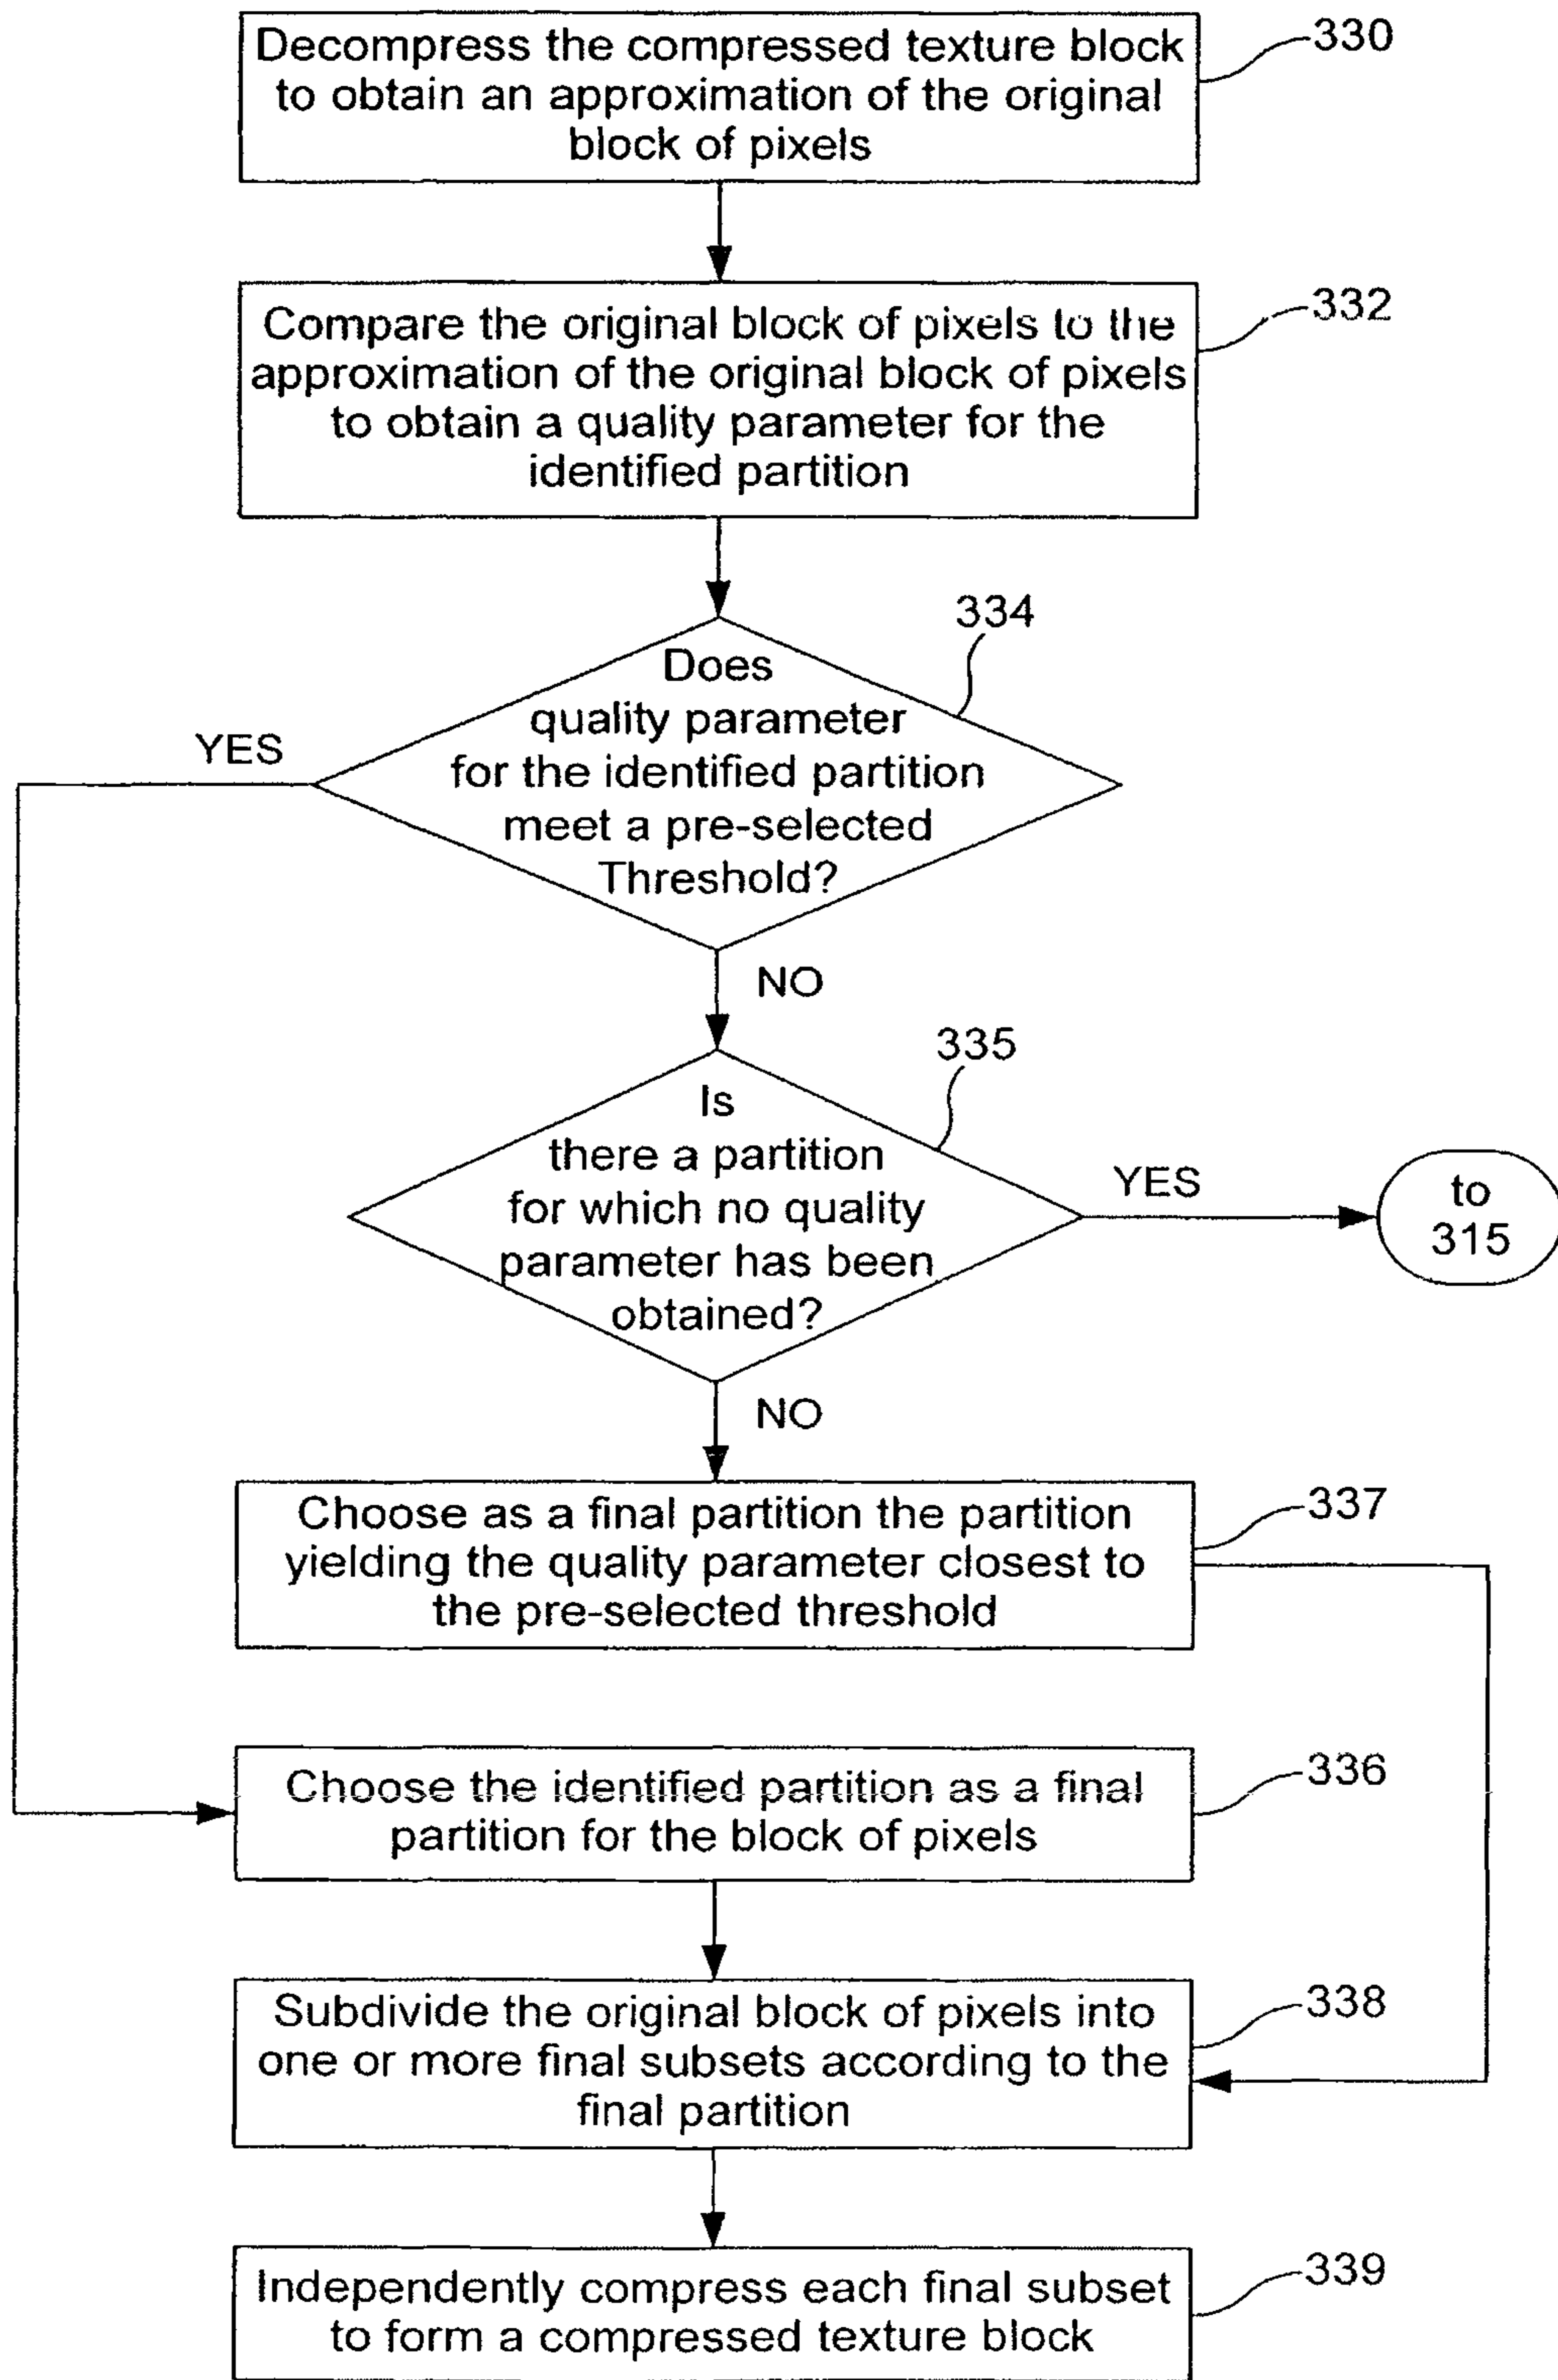 Decompress the compressed texture block
to obtain an approximation of the original
block of pixels
330
Compare the original block of pixels to the
approximation of the original block of pixels
to obtain a quality parameter for the
identified partition
332
334
Does
quality parameter
for the identified partition
meet a pre-selected
Threshold?
YES
NO
335
Is
there a partition
for which no quality
parameter has been
obtained?
YES
to
315
NO
Choose as a final partition the partition
yielding the quality parameter closest to
the pre-selected threshold
337
Choose the identified partition as a final
partition for the block of pixels
336
Subdivide the original block of pixels into
one or more final subsets according to the
final partition
338
Independently compress each final subset
to form a compressed texture block
339